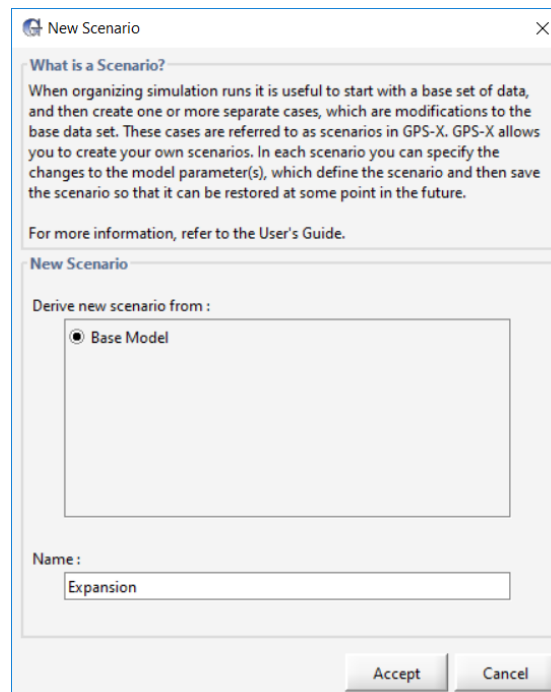 New Scenario
What is a Scenario?
When organizing simulation runs it is useful to start with a base set of data,
and then create one or more separate cases, which are modifications to the
base data set. These cases are referred to as scenarios in GPS-X. GPS-X allows
you to create your own scenarios. In each scenario you can specify the
changes to the model parameter(s), which define the scenario and then save
the scenario so that it can be restored at some point in the future.
For more information, refer to the User's Guide.
New Scenario
Derive new scenario from :
Base Model
Name :
Expansion
Accept Cancel